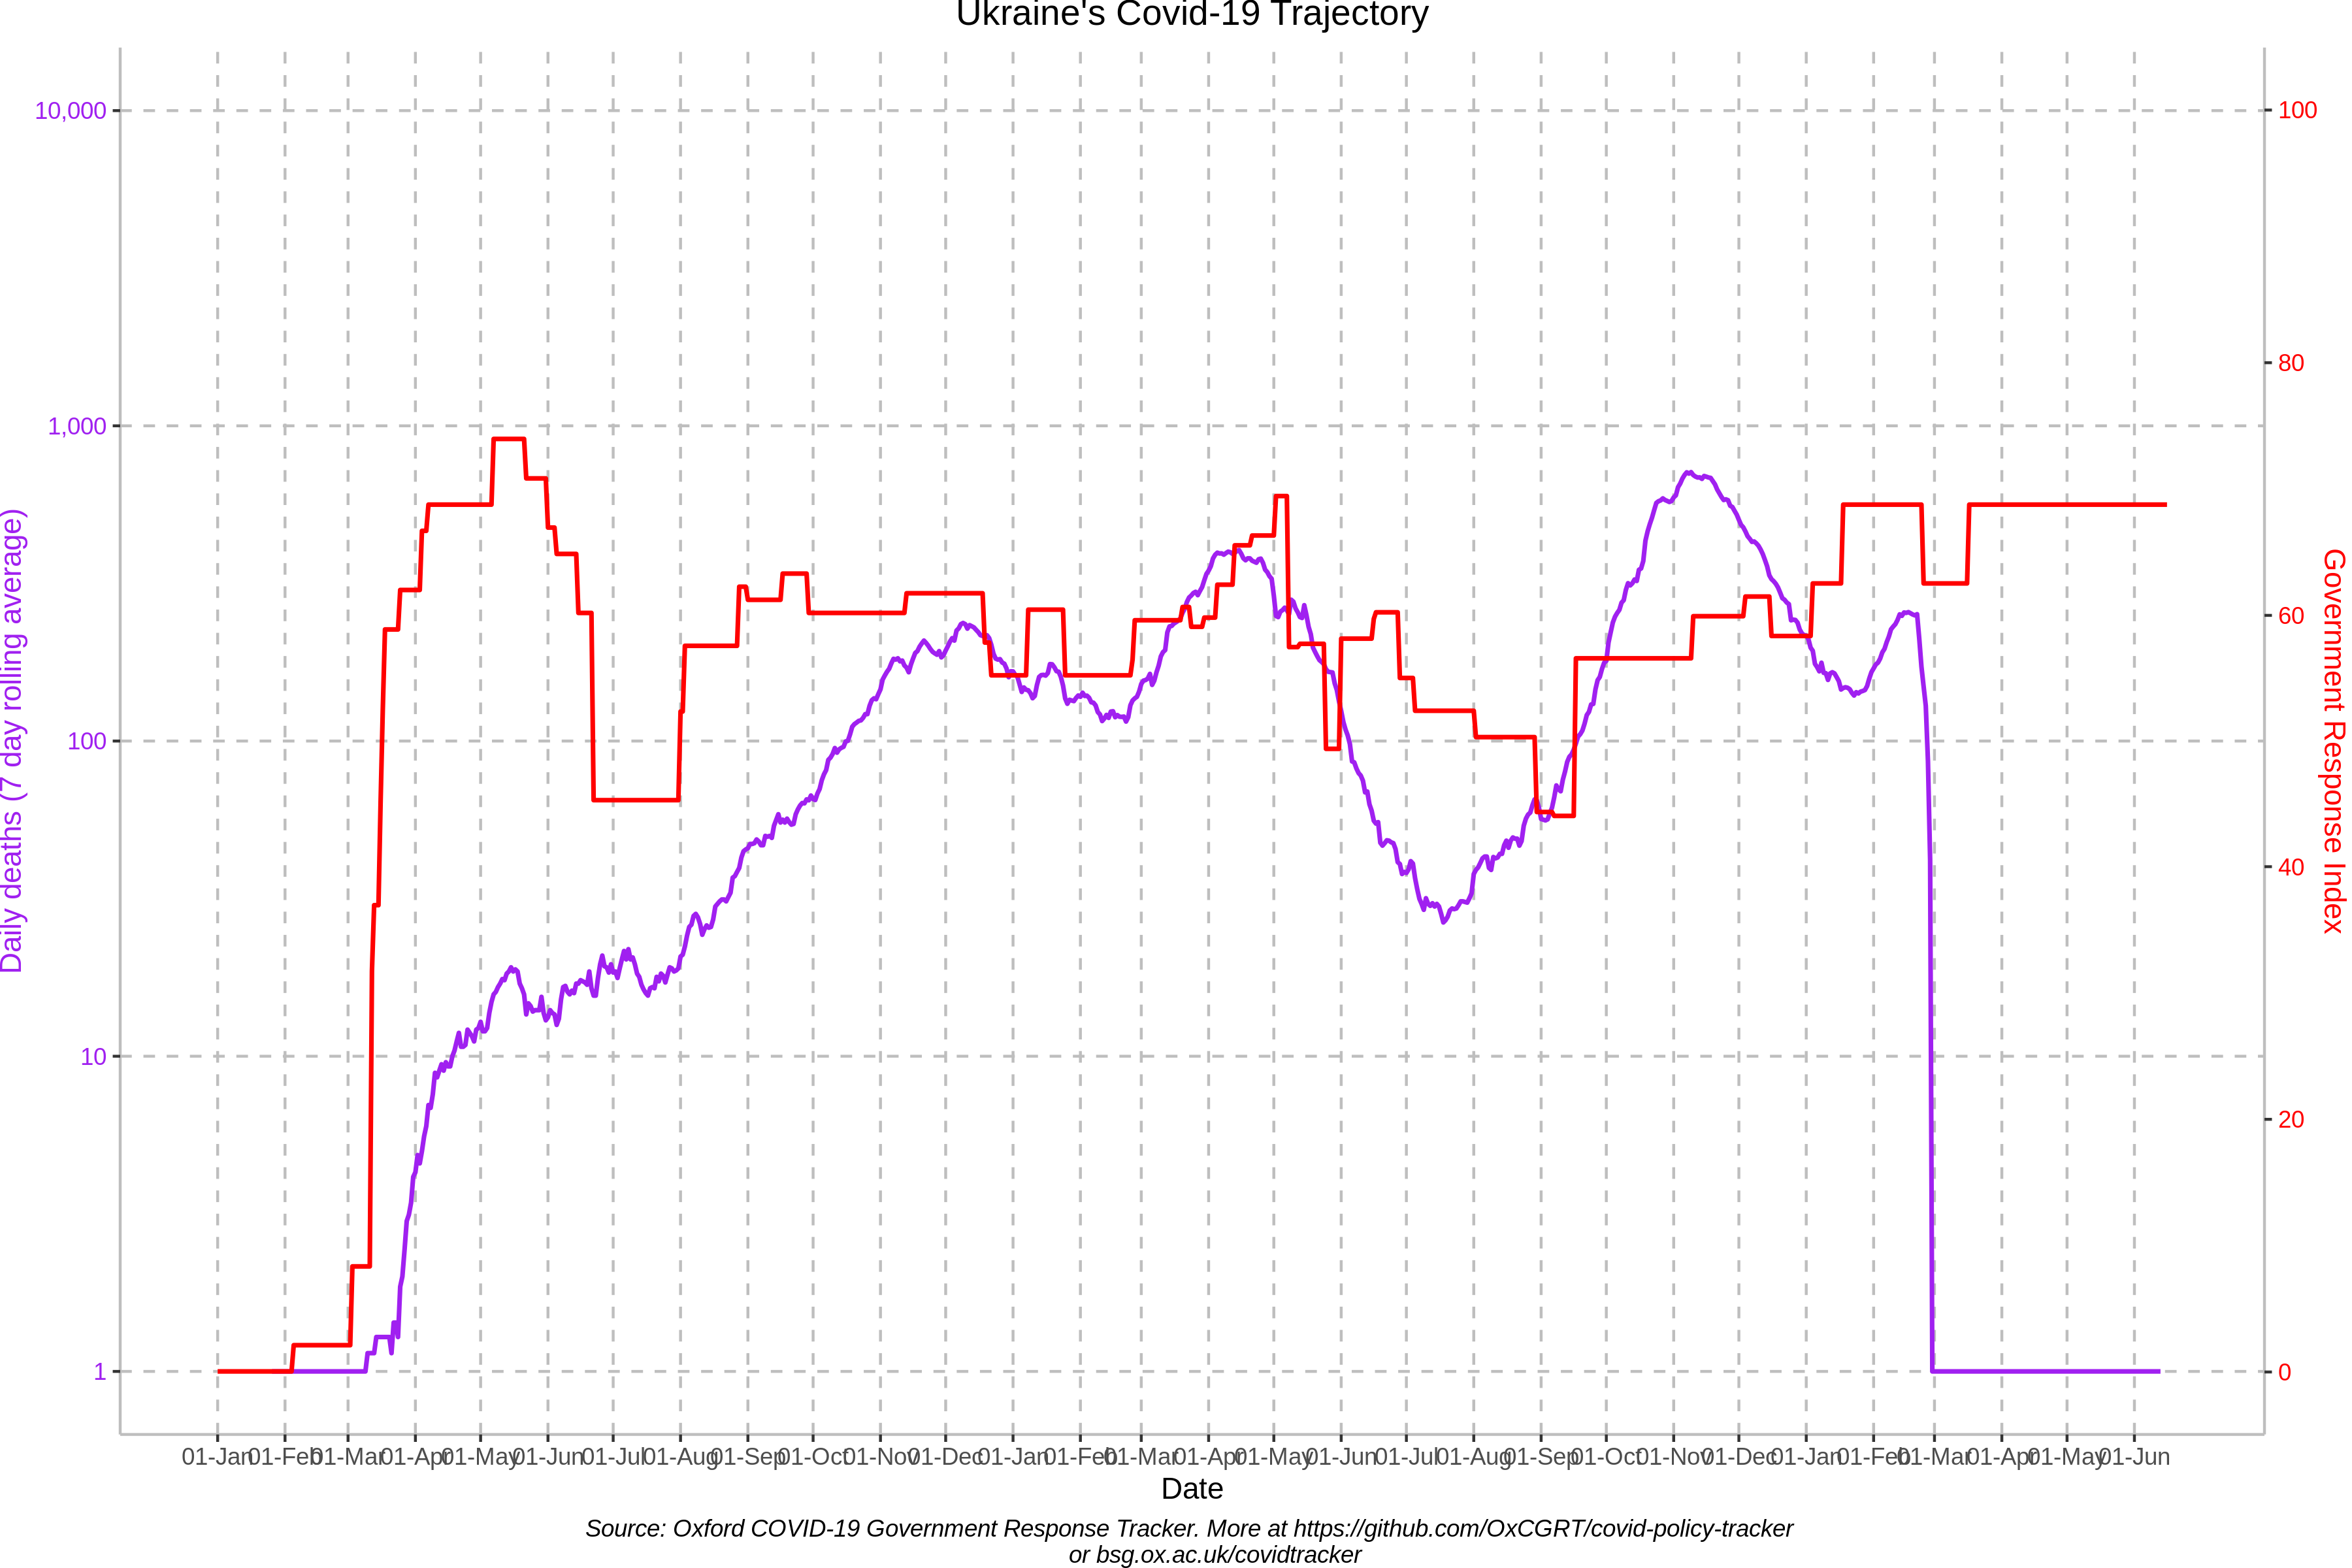 Ukraine's Covid-19 Trajectory
10,000
1,000
100
10
1
Daily deaths (7 day rolling average)
100
80
60
40
20
0
Government Response Index
01-Jan 01-Feb 01-Mar 01-Apr 01-May 01-Jun 01-Jul 01-Aug 01-Sep 01-Oct 01-Nov 01-Dec 01-Jan 01-Feb 01-Mar 01-Apr 01-May 01-Jun 01-Jul 01-Aug 01-Sep 01-Oct 01-Nov 01-Dec 01-Jan 01-Feb 01-Mar 01-Apr 01-May 01-Jun
Date
Source: Oxford COVID-19 Government Response Tracker. More at https://github.com/OxCGRT/covid-policy-tracker
or bsg.ox.ac.uk/covidtracker